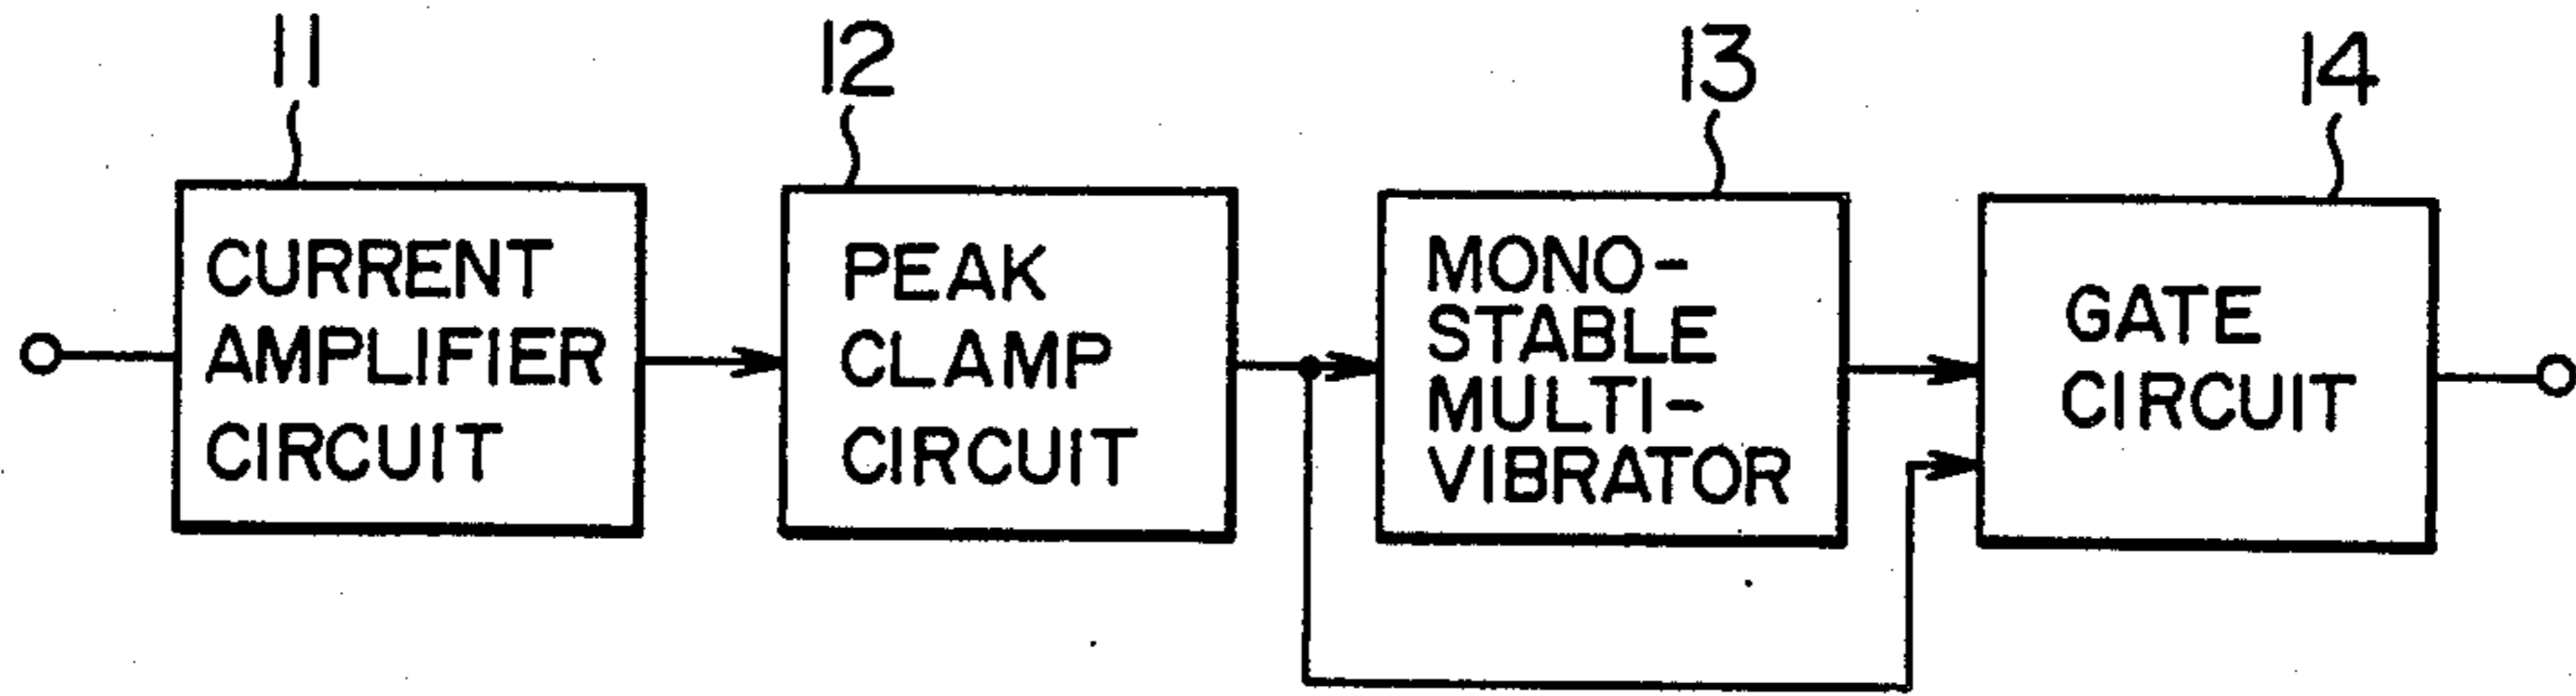 11
12
13
14
CURRENT
AMPLIFIER
CIRCUIT
PEAK
CLAMP
CIRCUIT
MONO-
STABLE
MULTI-
VIBRATOR
GATE
CIRCUIT